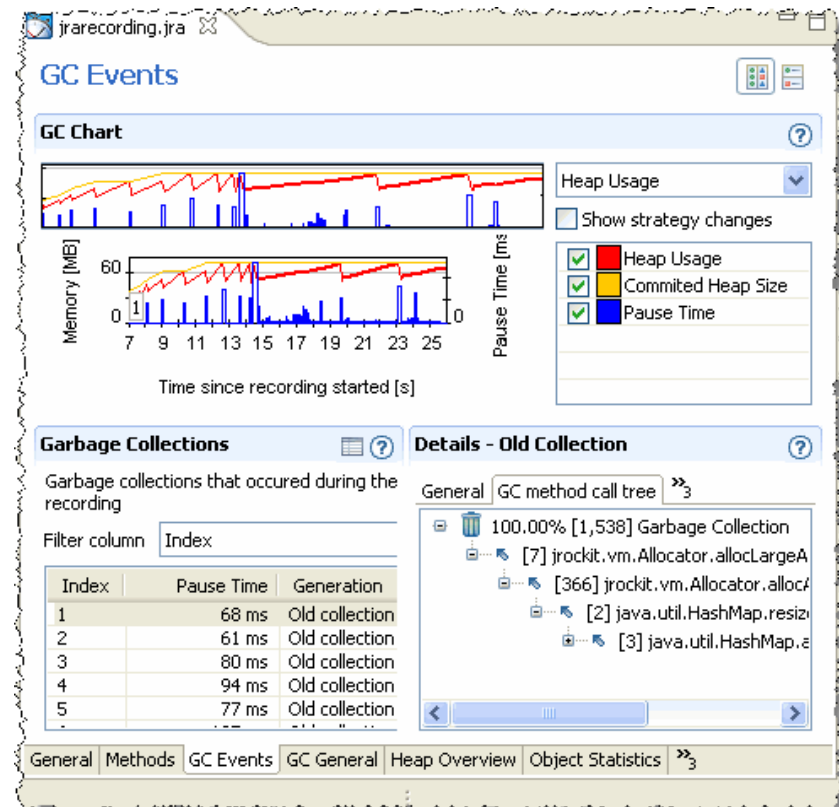 jrarecording.jra
GC Events
GC Chart
Heap Usage
Show strategy changes
Heap Usage
Commited Heap Size
Pause Time
Memory [MB]
60
0
1
0
Pause Time [ms
7 9 11 13 15 17 19 21 23 25
Time since recording started [s]
Garbage Collections
Garbage collections that occured during the
recording
Filter column Index
Index Pause Time Generation
1 68 ms Old collection
2 61 ms Old collection
3 80 ms Old collection
4 94 ms Old collection
5 77 ms Old collection
Details - Old Collection
General GC method call tree »3
100.00% [1,538] Garbage Collection
[7] jrockit.vm.Allocator.allocLargeA
[366] jrockit.vm.Allocator.allocA
[2] java.util.HashMap.resiz
[3] java.util.HashMap.a
General Methods GC Events GC General Heap Overview Object Statistics »3